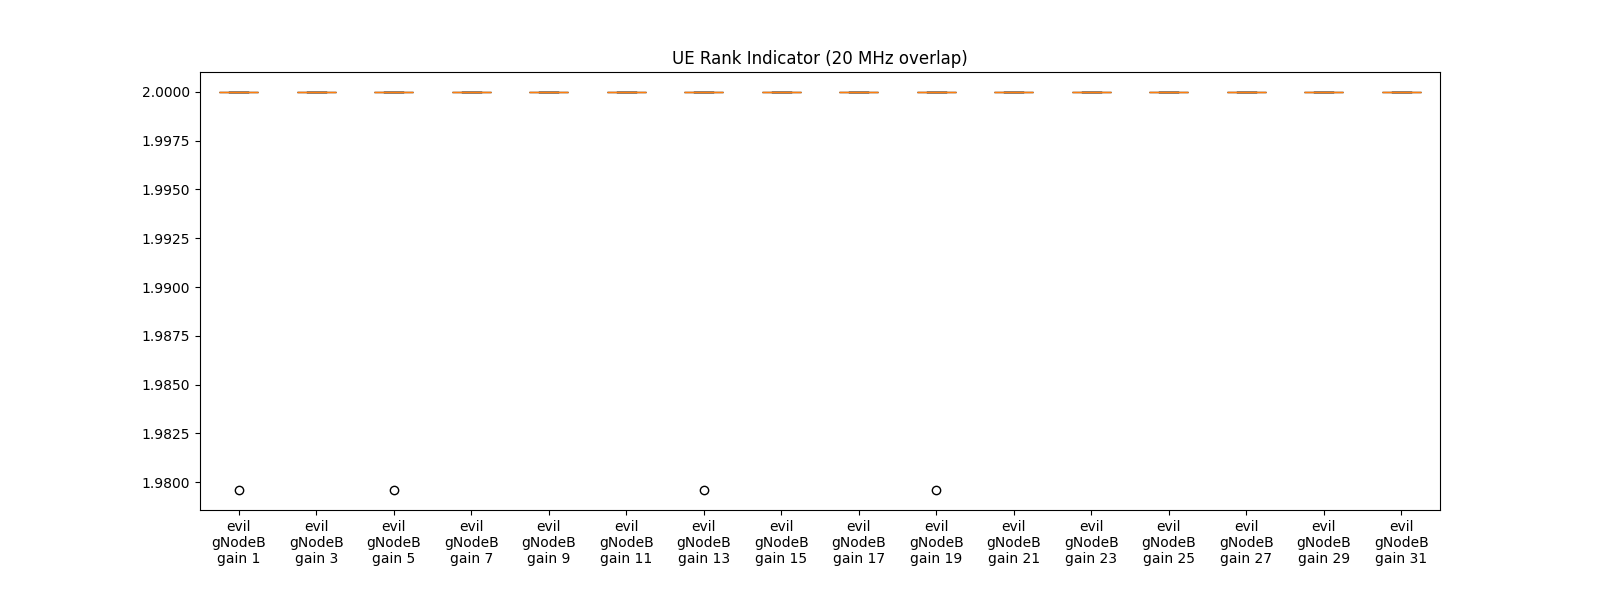 UE Rank Indicator (20 MHz overlap)
2.0000
1.9975
1.9950
1.9925
1.9900
1.9875
1.9850
1.9825
1.9800
evil
gNodeB
gain 1
evil
gNodeB
gain 3
evil
gNodeB
gain 5
evil
gNodeB
gain 7
evil
gNodeB
gain 9
evil
gNodeB
gain 11
evil
gNodeB
gain 13
evil
gNodeB
gain 15
evil
gNodeB
gain 17
evil
gNodeB
gain 19
evil
gNodeB
gain 21
evil
gNodeB
gain 23
evil
gNodeB
gain 25
evil
gNodeB
gain 27
evil
gNodeB
gain 29
evil
gNodeB
gain 31